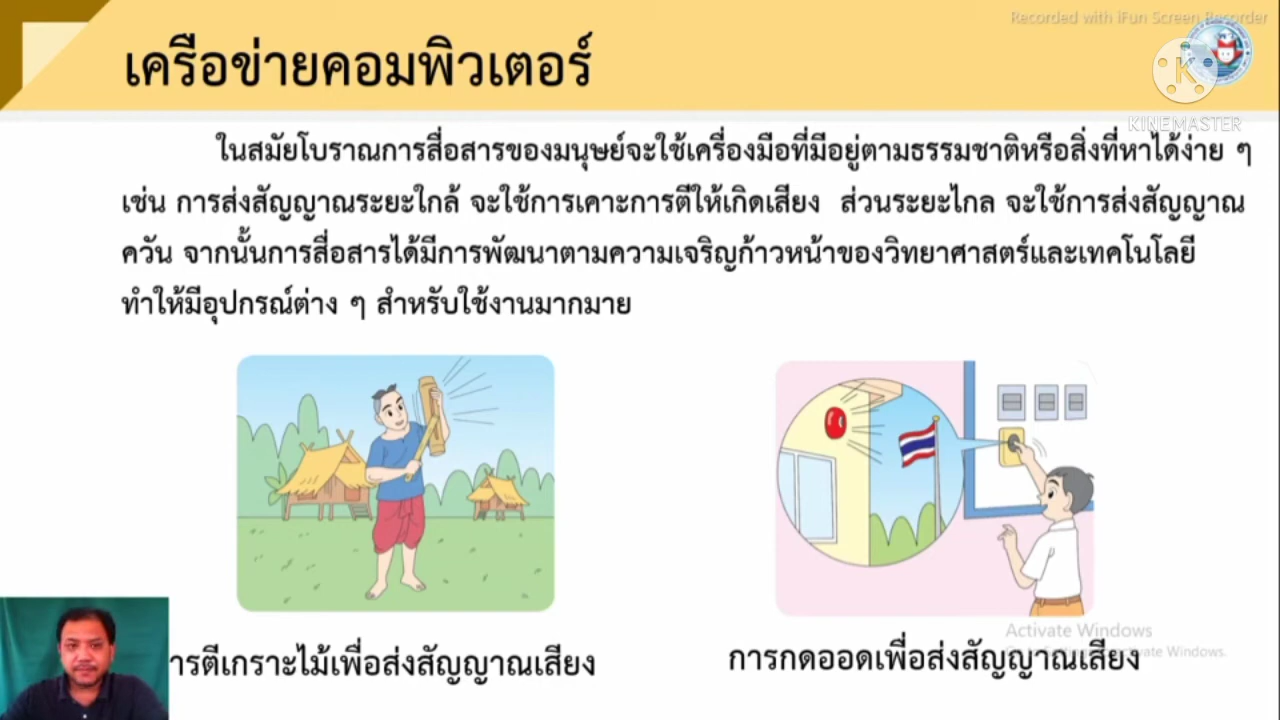 Recorded with iFun Screen Recorder
เครือข่ายคอมพิวเตอร์
KINEMASTER
ในสมัยโบราณการสื่อสารของมนุษย์จะใช้เครื่องมือที่มีอยู่ตามธรรมชาติหรือสิ่งที่หาได้ง่าย ๆ
เช่น การส่งสัญญาณระยะใกล้ จะใช้การเคาะการตีให้เกิดเสียง ส่วนระยะไกล จะใช้การส่งสัญญาณ
ควัน จากนั้นการสื่อสารได้มีการพัฒนาตามความเจริญก้าวหน้าของวิทยาศาสตร์และเทคโนโลยี
ทำให้มีอุปกรณ์ต่าง ๆ สำหรับใช้งานมากมาย
ารตีเกราะไม้เพื่อส่งสัญญาณเสียง
การกดออดเพื่อส่งสัญญาณเสียง
Activate Windows
Windows.